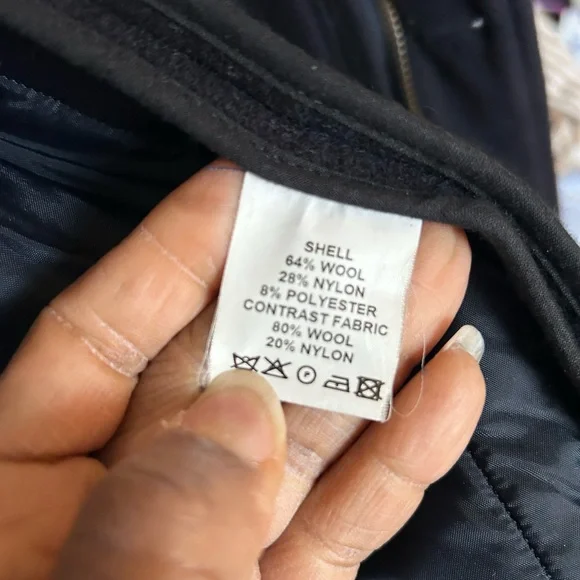 SHELL
64% WOOL
28% NYLON
8% POLYESTER
CONTRAST FABRIC
80% WOOL
20% NYLON
P